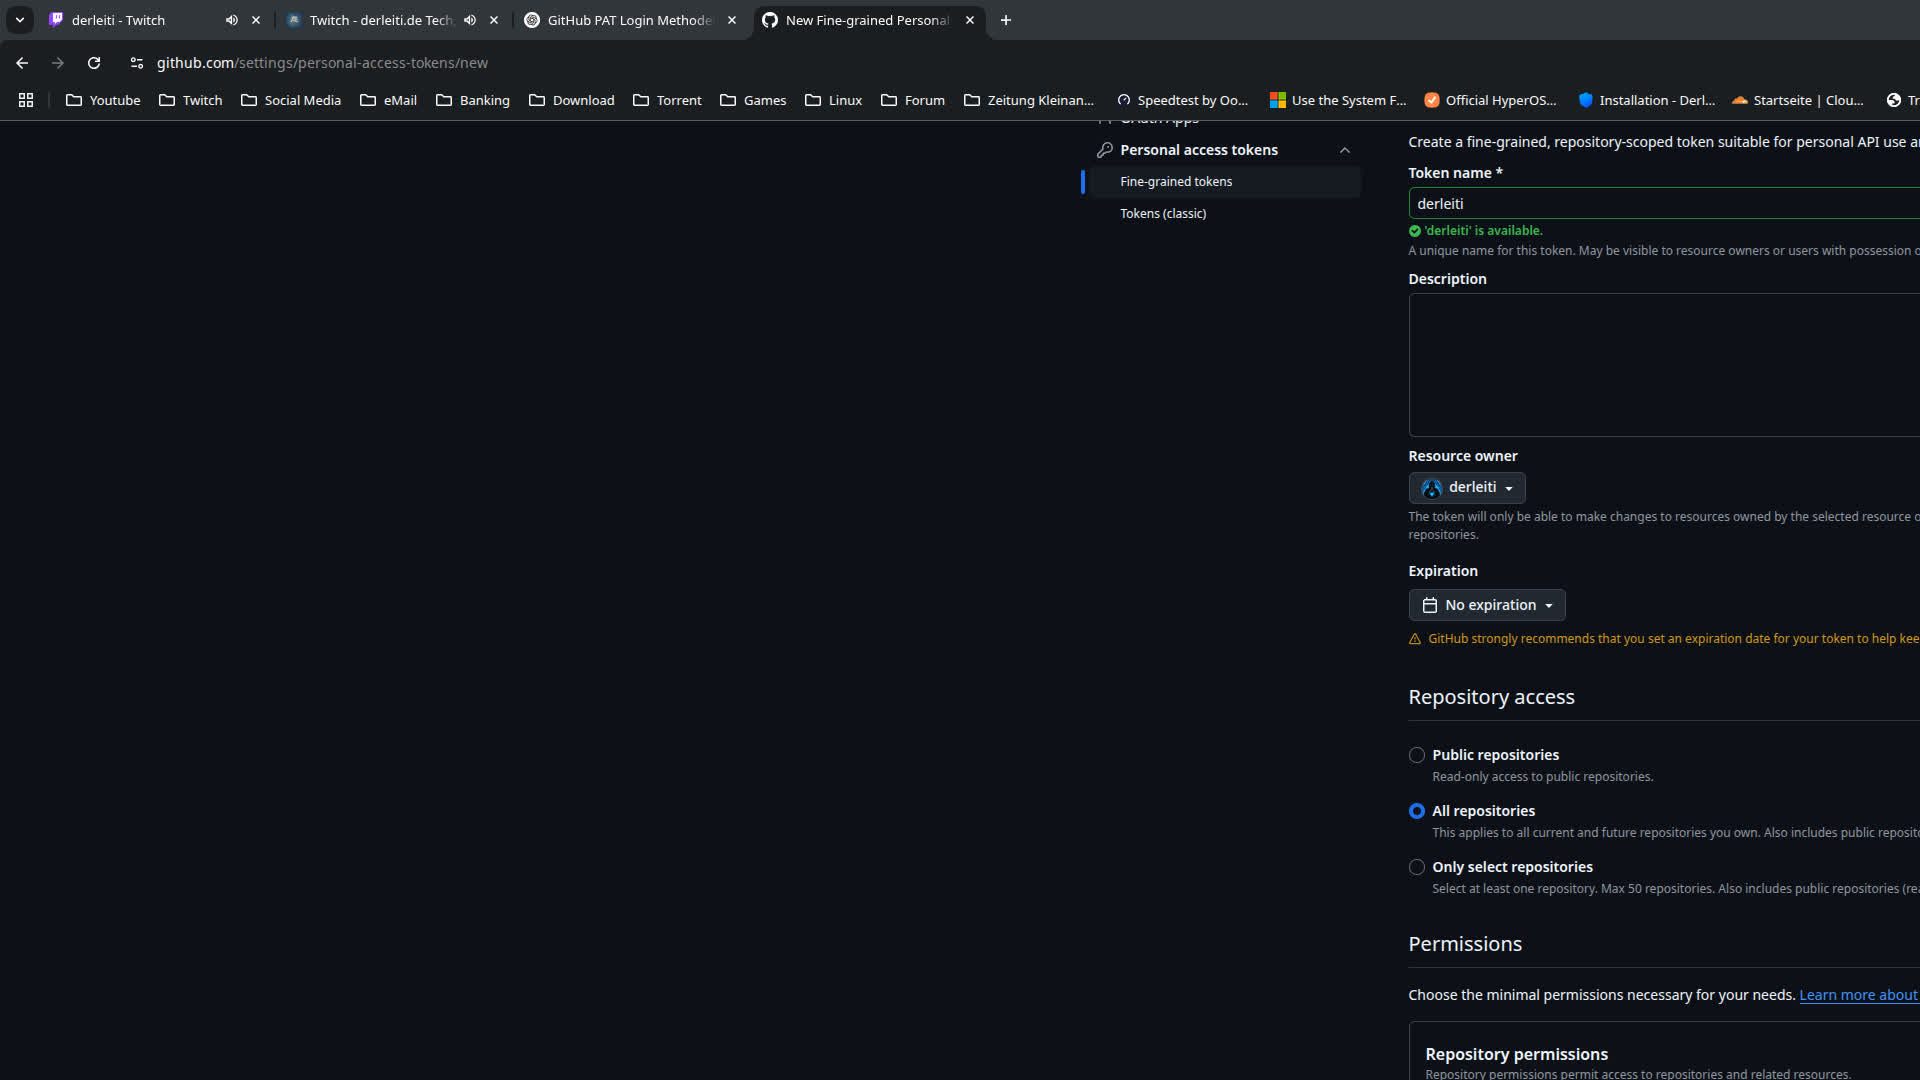 derleiti - Twitch
Twitch - derleiti.de Tech
GitHub PAT Login Methode
New Fine-grained Personal
github.com/settings/personal-access-tokens/new
Youtube
Twitch
Social Media
eMail
Banking
Download
Torrent
Games
Linux
Forum
Zeitung Kleinan...
Speedtest by Oo...
Use the System F...
Official HyperOS...
Installation - Derl...
Startseite | Clou...
Tr
OAuth Apps
Personal access tokens
Fine-grained tokens
Tokens (classic)
Create a fine-grained, repository-scoped token suitable for personal API use
Token name *
derleiti
'derleiti' is available.
A unique name for this token. May be visible to resource owners or users with possession
Description
Resource owner
derleiti
The token will only be able to make changes to resources owned by the selected resource
repositories.
Expiration
No expiration
GitHub strongly recommends that you set an expiration date for your token to help
Repository access
Public repositories
Read-only access to public repositories.
All repositories
This applies to all current and future repositories you own. Also includes public
Only select repositories
Select at least one repository. Max 50 repositories. Also includes public repositories
Permissions
Choose the minimal permissions necessary for your needs. Learn more about
Repository permissions
Repository permissions permit access to repositories and related resources.